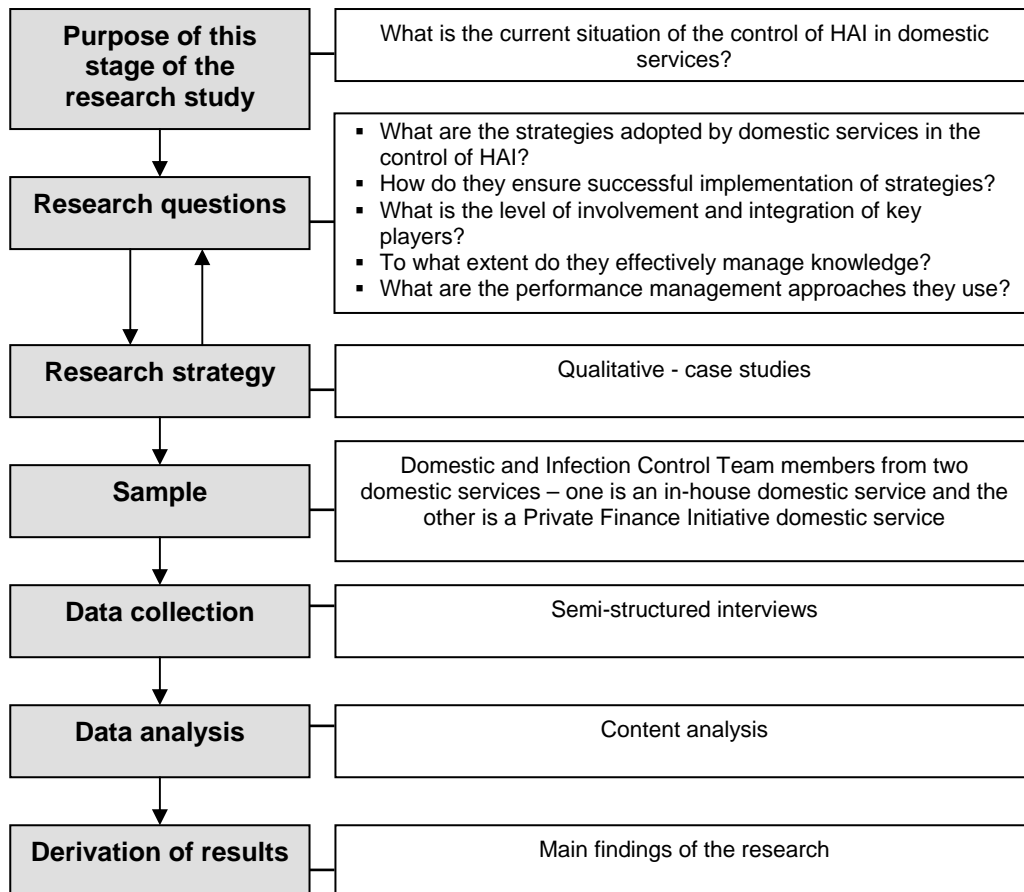 Purpose of this
stage of the
research study
What is the current situation of the control of HAI in domestic
services?
Research questions
▪ What are the strategies adopted by domestic services in the
control of HAI?
▪ How do they ensure successful implementation of strategies?
▪ What is the level of involvement and integration of key
players?
▪ To what extent do they effectively manage knowledge?
▪ What are the performance management approaches they use?
Research strategy
Qualitative - case studies
Sample
Domestic and Infection Control Team members from two
domestic services – one is an in-house domestic service and the
other is a Private Finance Initiative domestic service
Data collection
Semi-structured interviews
Data analysis
Content analysis
Derivation of results
Main findings of the research